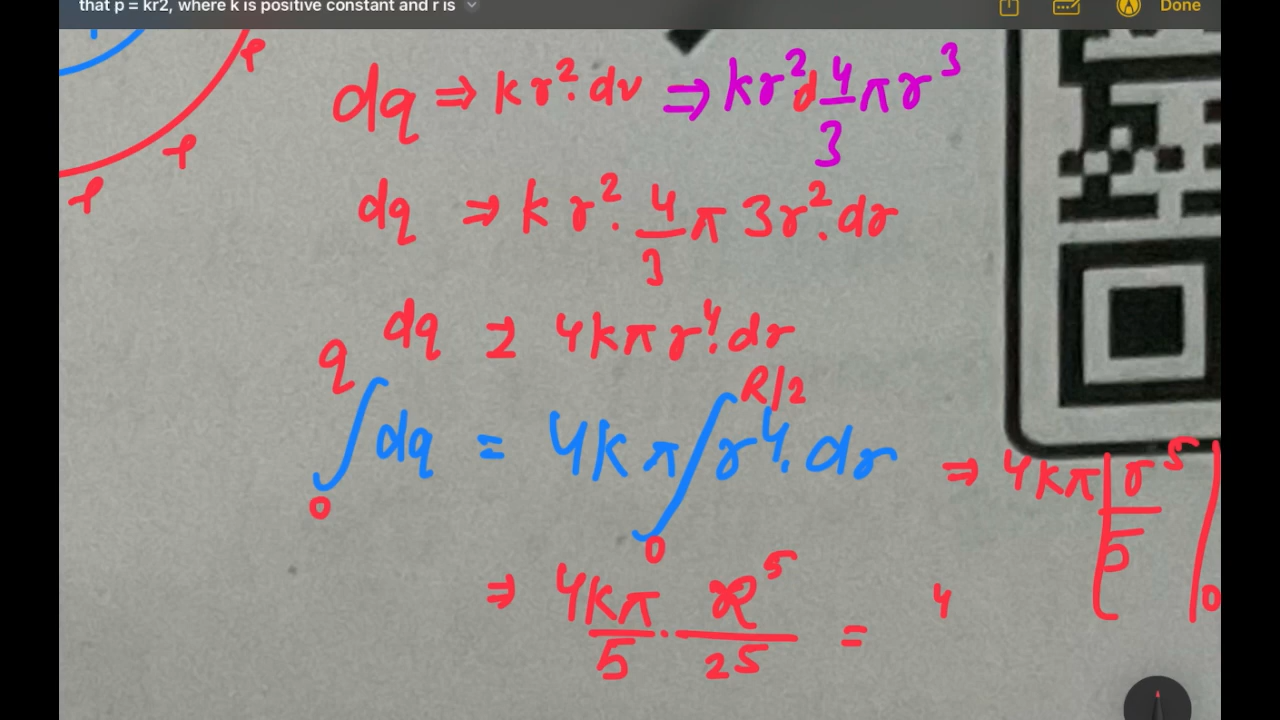 that p = kr2, where k is positive constant and r is
Done
dq ⇒ kr². dv ⇒ kr²d 4/3 πr³
ρ
ρ
ρ
dq ⇒ k r². 4/3 π 3r². dr
dq = 4kπr⁴. dr
∫₀^q dq = 4kπ ∫₀^(R/2) r⁴. dr ⇒ 4kπ | r⁵/5 |₀
⇒ 4kπ/5 . R⁵/25 = 4